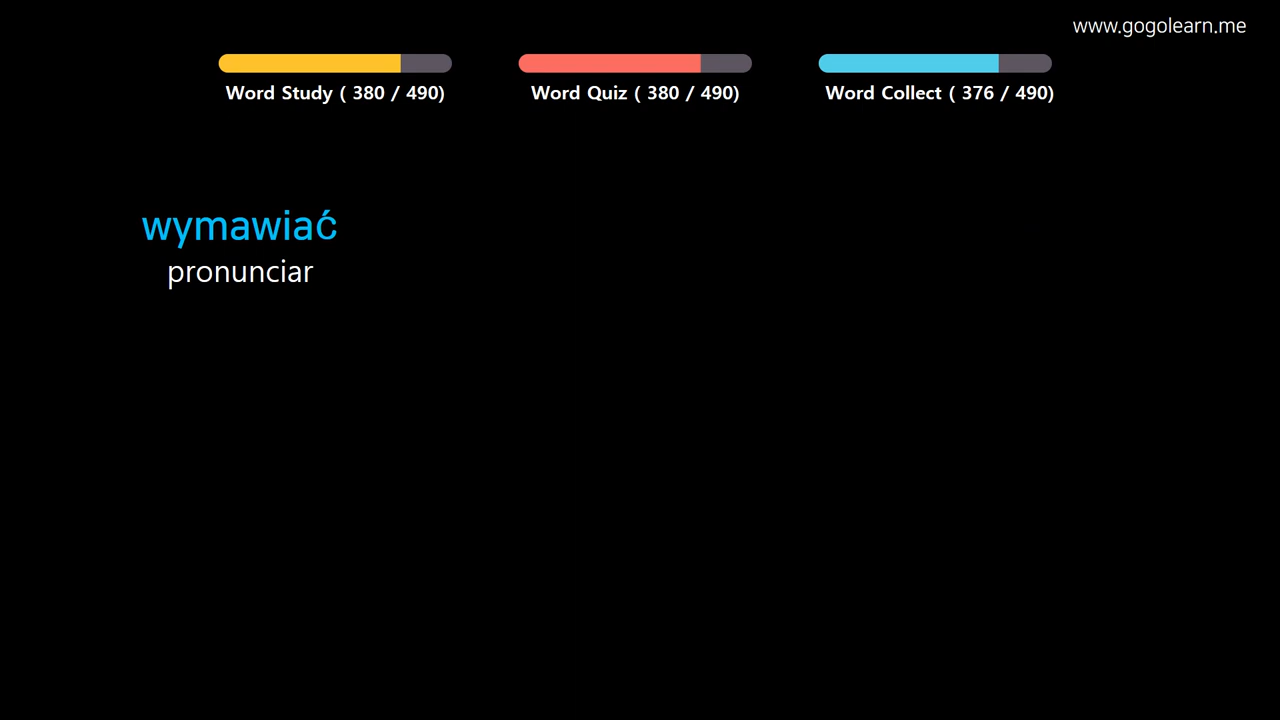 www.gogolearn.me
Word Study ( 380 / 490)
Word Quiz ( 380 / 490)
Word Collect ( 376 / 490)
wymawiać
pronunciar